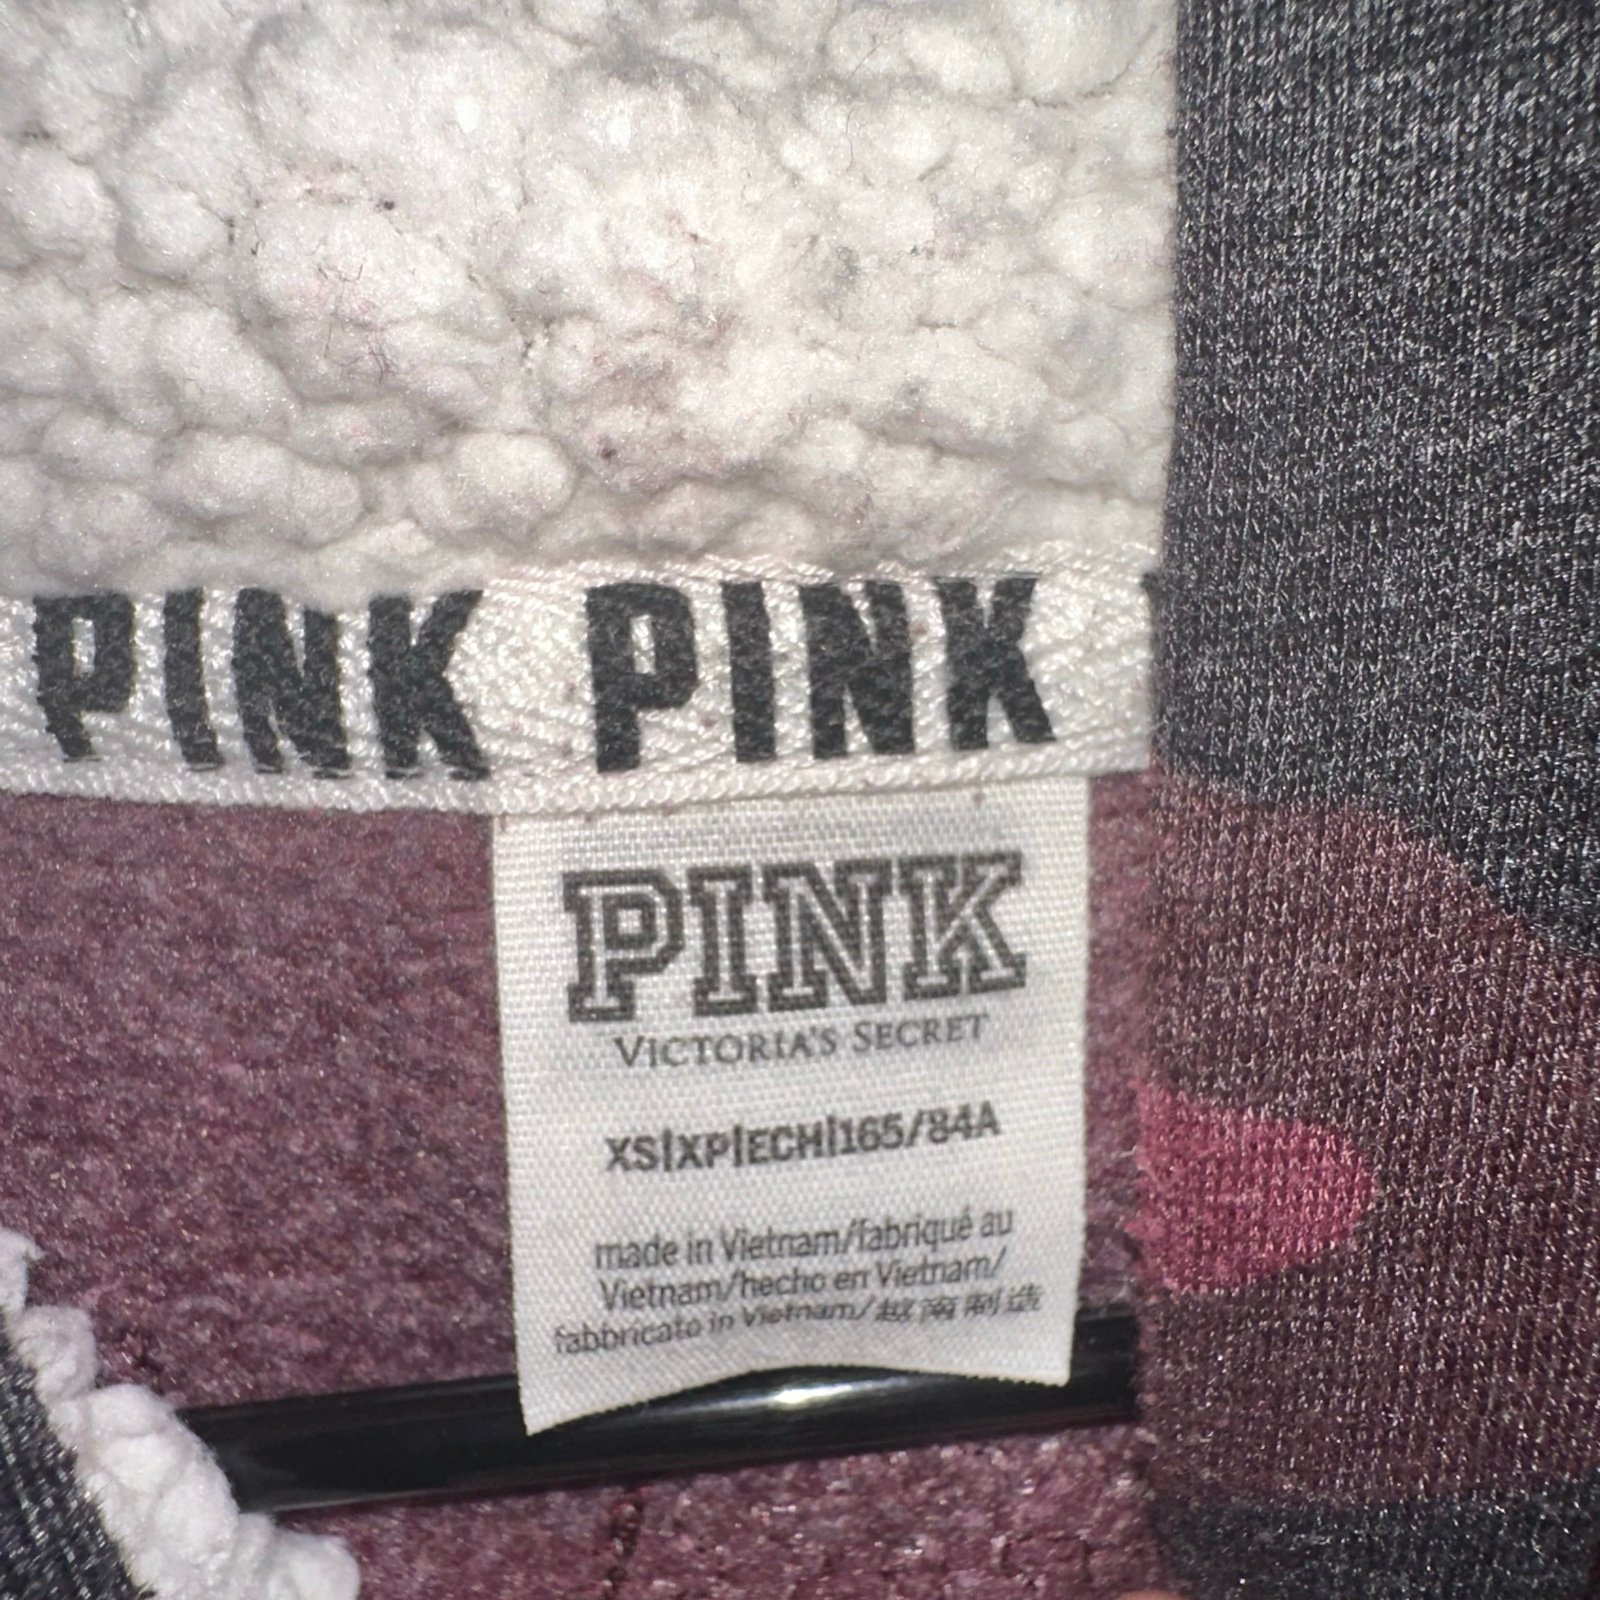 PINK PINK
PINK
VICTORIA'S SECRET
XS|XP|ECH|165/84A
made in Vietnam/fabriqué au
Vietnam/hecho en Vietnam/
fabbricato in Vietnam/越南制造